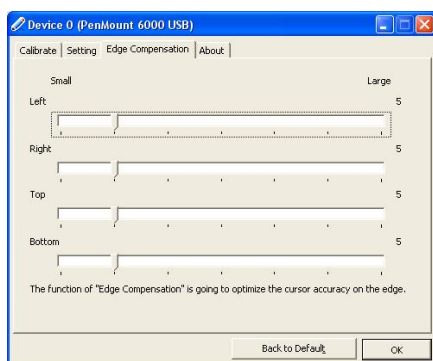 Device 0 (PenMount 6000 USB)
Calibrate Setting Edge Compensation About
Small Large
Left 5
Right 5
Top 5
Bottom 5
The function of "Edge Compensation" is going to optimize the cursor accuracy on the edge.
Back to Default OK